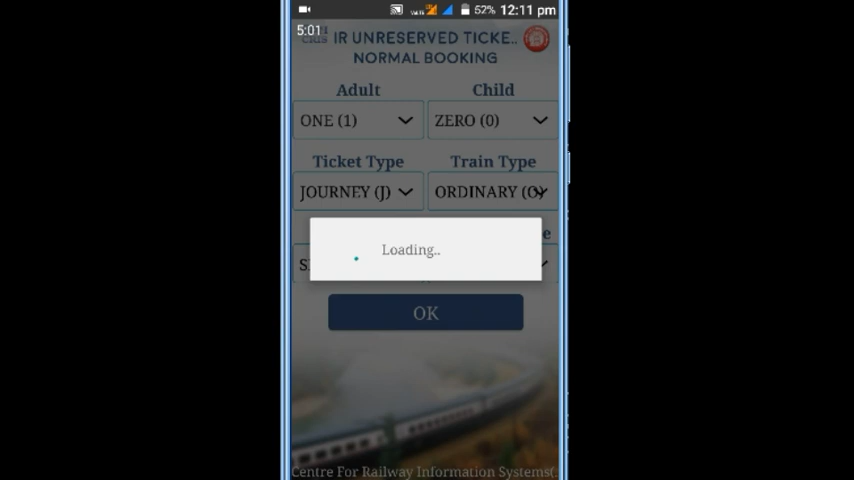 52% 12:11 pm
5:01
IR UNRESERVED TICKE..
NORMAL BOOKING
Adult Child
ONE (1) ZERO (0)
Ticket Type Train Type
JOURNEY (J) ORDINARY (O)
Loading..
OK
Centre For Railway Information Systems(